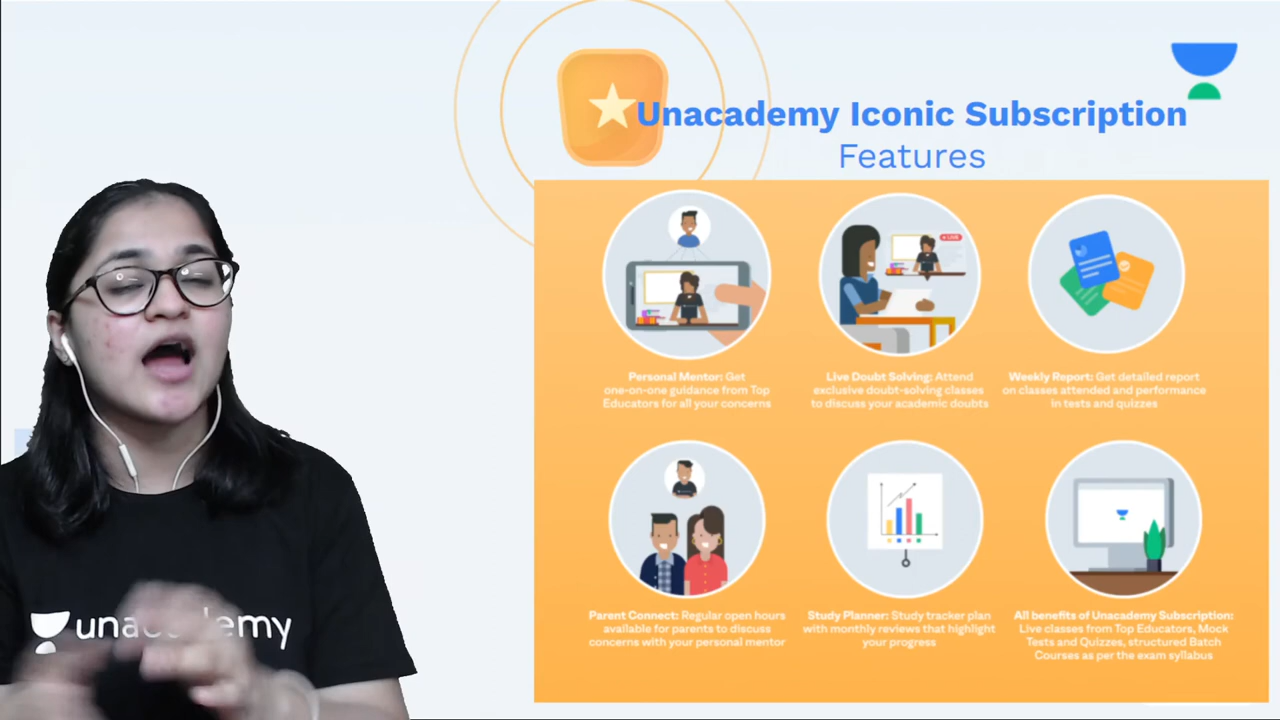 Unacademy Iconic Subscription
Features
LIVE
Personal Mentor: Get
one-on-one guidance from Top
Educators for all your concerns
Live Doubt Solving: Attend
exclusive doubt-solving classes
to discuss your academic doubts
Weekly Report: Get detailed report
on classes attended and performance
in tests and quizzes
Parent Connect: Regular open hours
available for parents to discuss
concerns with your personal mentor
Study Planner: Study tracker plan
with monthly reviews that highlight
your progress
All benefits of Unacademy Subscription:
Live classes from Top Educators, Mock
Tests and Quizzes, structured Batch
Courses as per the exam syllabus
unacademy